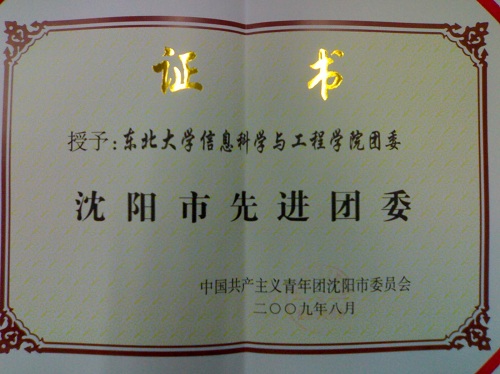 证书
授予：东北大学信息科学与工程学院团委
沈阳市先进团委
中国共产主义青年团沈阳市委员会
二〇〇九年八月